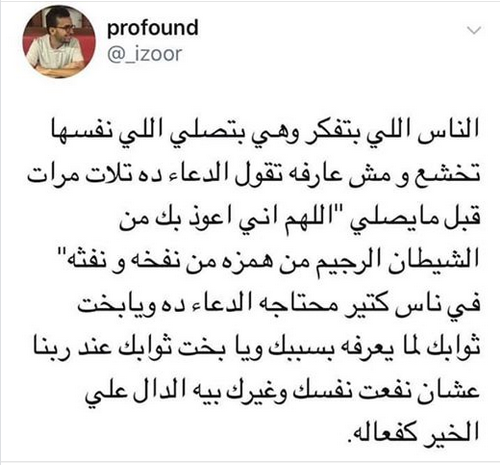 profound
@_izoor
الناس اللي بتفكر وهي بتصلي اللي نفسها
تخشع و مش عارفه تقول الدعاء ده تلات مرات
قبل مايصلي "اللهم اني اعوذ بك من
الشيطان الرجيم من همزه من نفخه و نفثه"
في ناس كتير محتاجه الدعاء ده ويابخت
ثوابك لما يعرفه بسببك ويا بخت ثوابك عند ربنا
عشان نفعت نفسك وغيرك بيه الدال علي
الخير كفعاله.